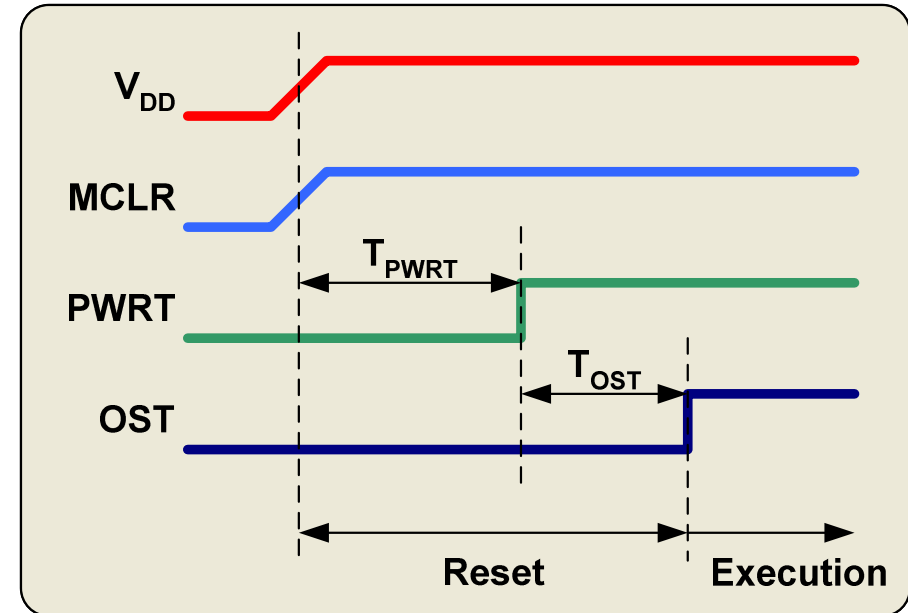 VDD
MCLR
TPWRT
PWRT
TOST
OST
Reset
Execution